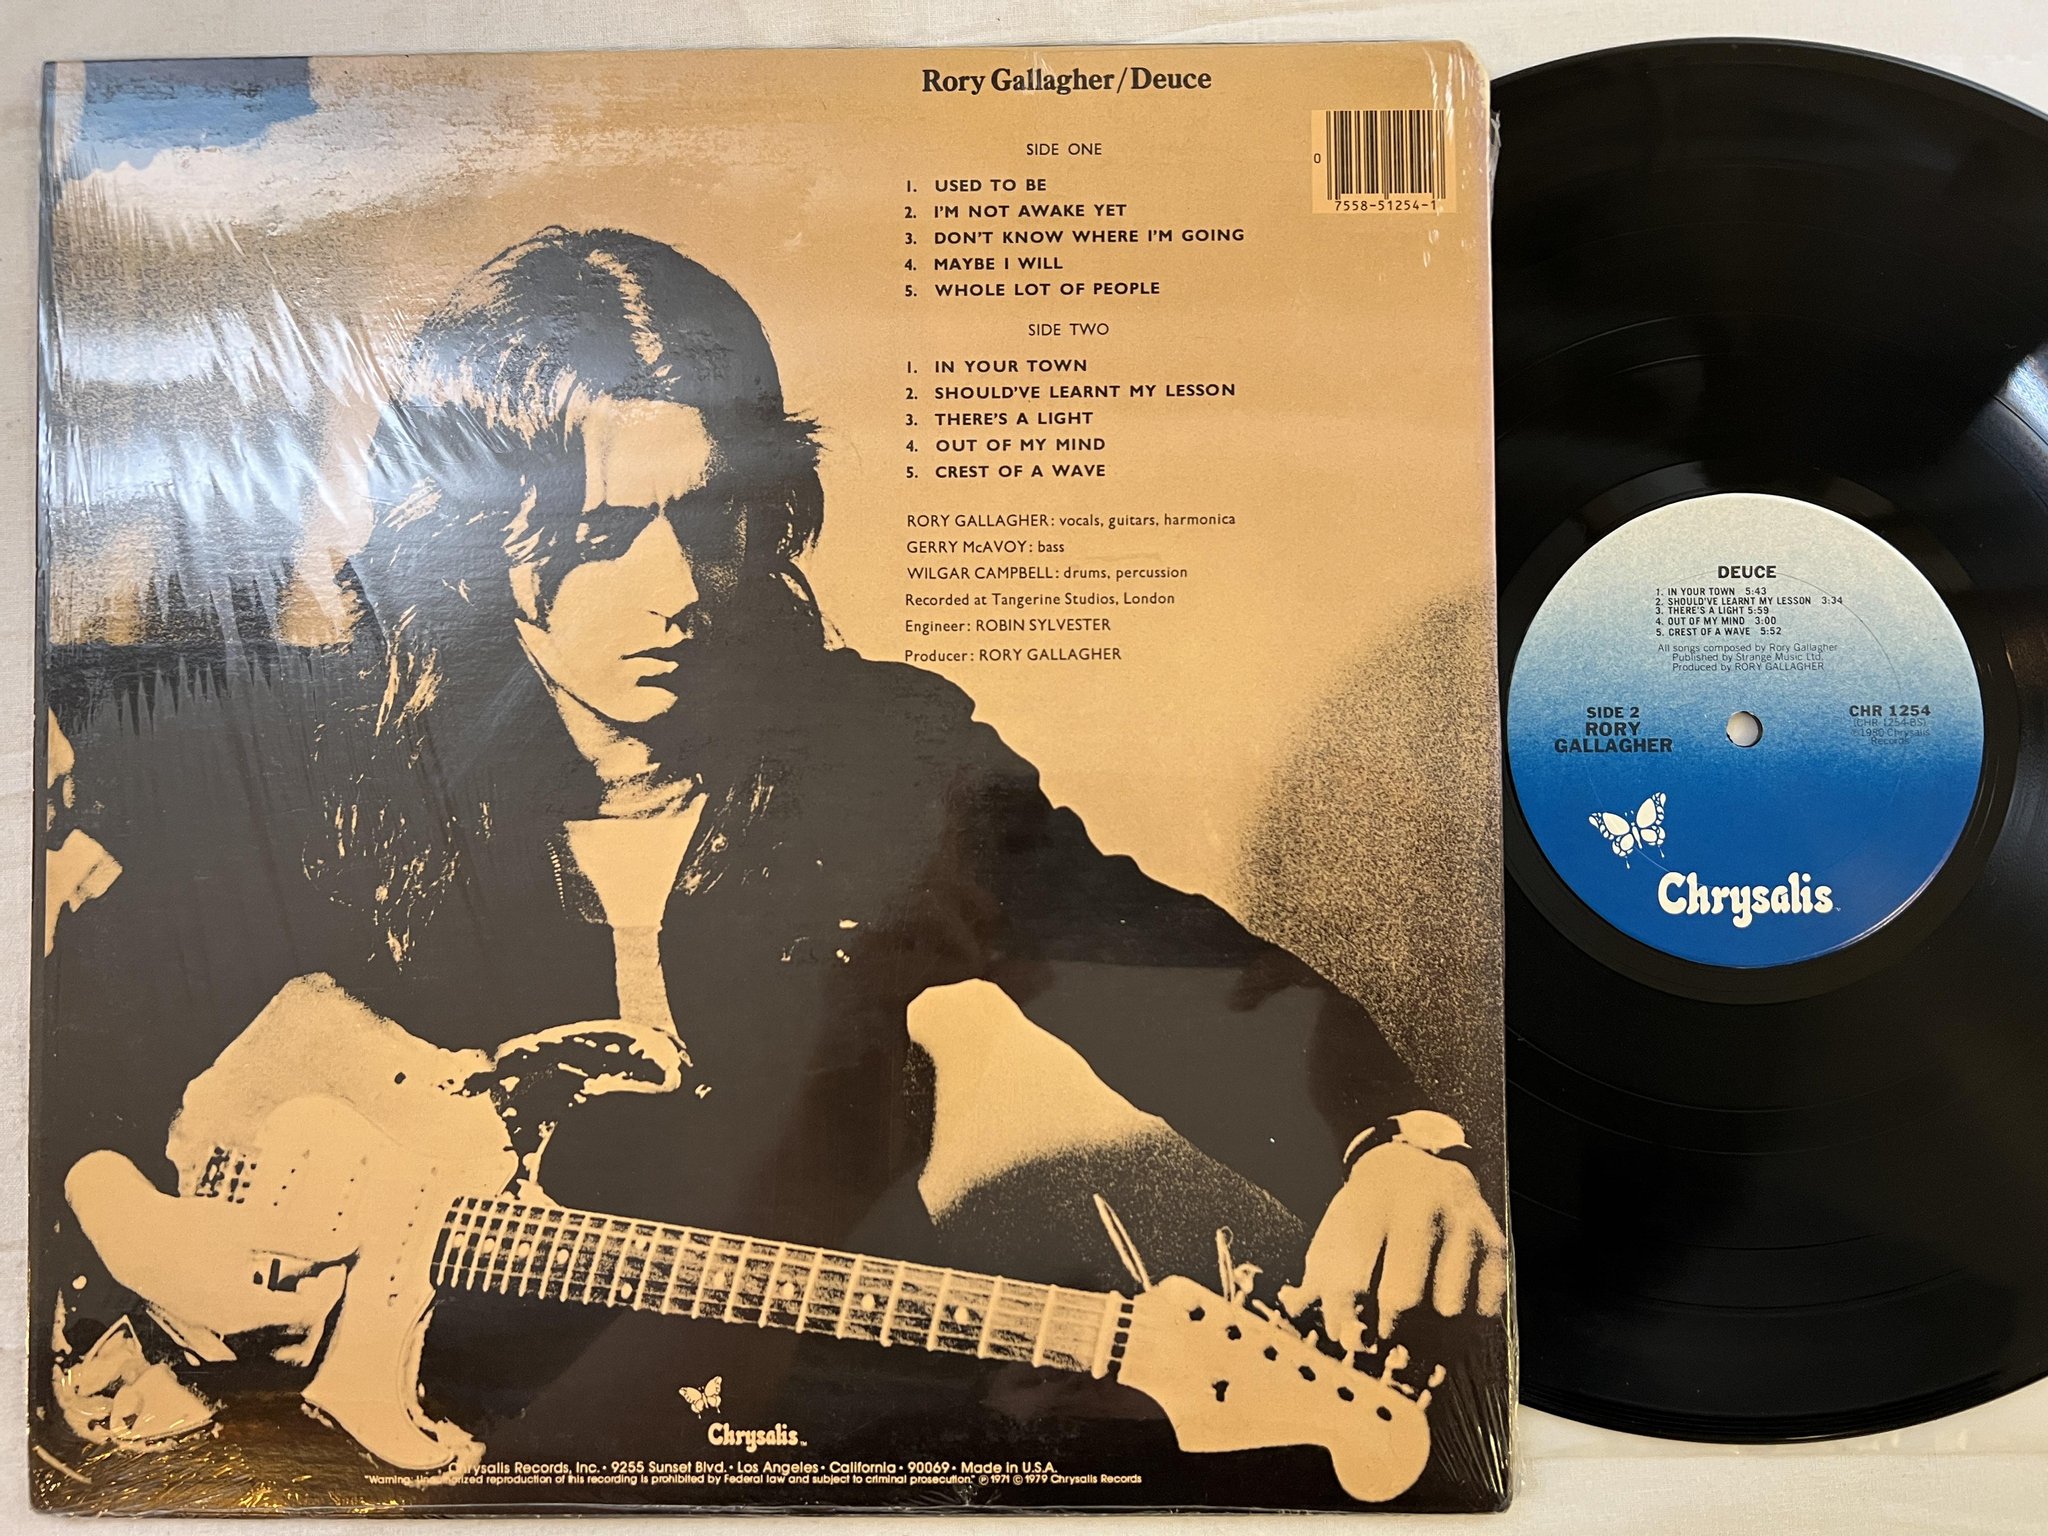 Rory Gallagher/Deuce
SIDE ONE
1. USED TO BE
2. I'M NOT AWAKE YET
3. DON'T KNOW WHERE I'M GOING
4. MAYBE I WILL
5. WHOLE LOT OF PEOPLE
SIDE TWO
1. IN YOUR TOWN
2. SHOULD'VE LEARNT MY LESSON
3. THERE'S A LIGHT
4. OUT OF MY MIND
5. CREST OF A WAVE
RORY GALLAGHER: vocals, guitars, harmonica
GERRY McAVOY: bass
WILGAR CAMPBELL: drums, percussion
Recorded at Tangerine Studios, London
Engineer: ROBIN SYLVESTER
Producer: RORY GALLAGHER
0
7558-51254-1
Chrysalis TM
Chrysalis Records, Inc. • 9255 Sunset Blvd. • Los Angeles • California • 90069 • Made in U.S.A.
"Warning: Unauthorized reproduction of this recording is prohibited by Federal law and subject to criminal prosecution." ℗ 1971 © 1979 Chrysalis Records
DEUCE
1. IN YOUR TOWN 5:43
2. SHOULD'VE LEARNT MY LESSON 3:34
3. THERE'S A LIGHT 5:59
4. OUT OF MY MIND 3:00
5. CREST OF A WAVE 5:52
All songs composed by Rory Gallagher
Published by Strange Music Ltd.
Produced by RORY GALLAGHER
SIDE 2
RORY
GALLAGHER
CHR 1254
(CHR-1254-BS)
℗1980 Chrysalis
Records
Chrysalis